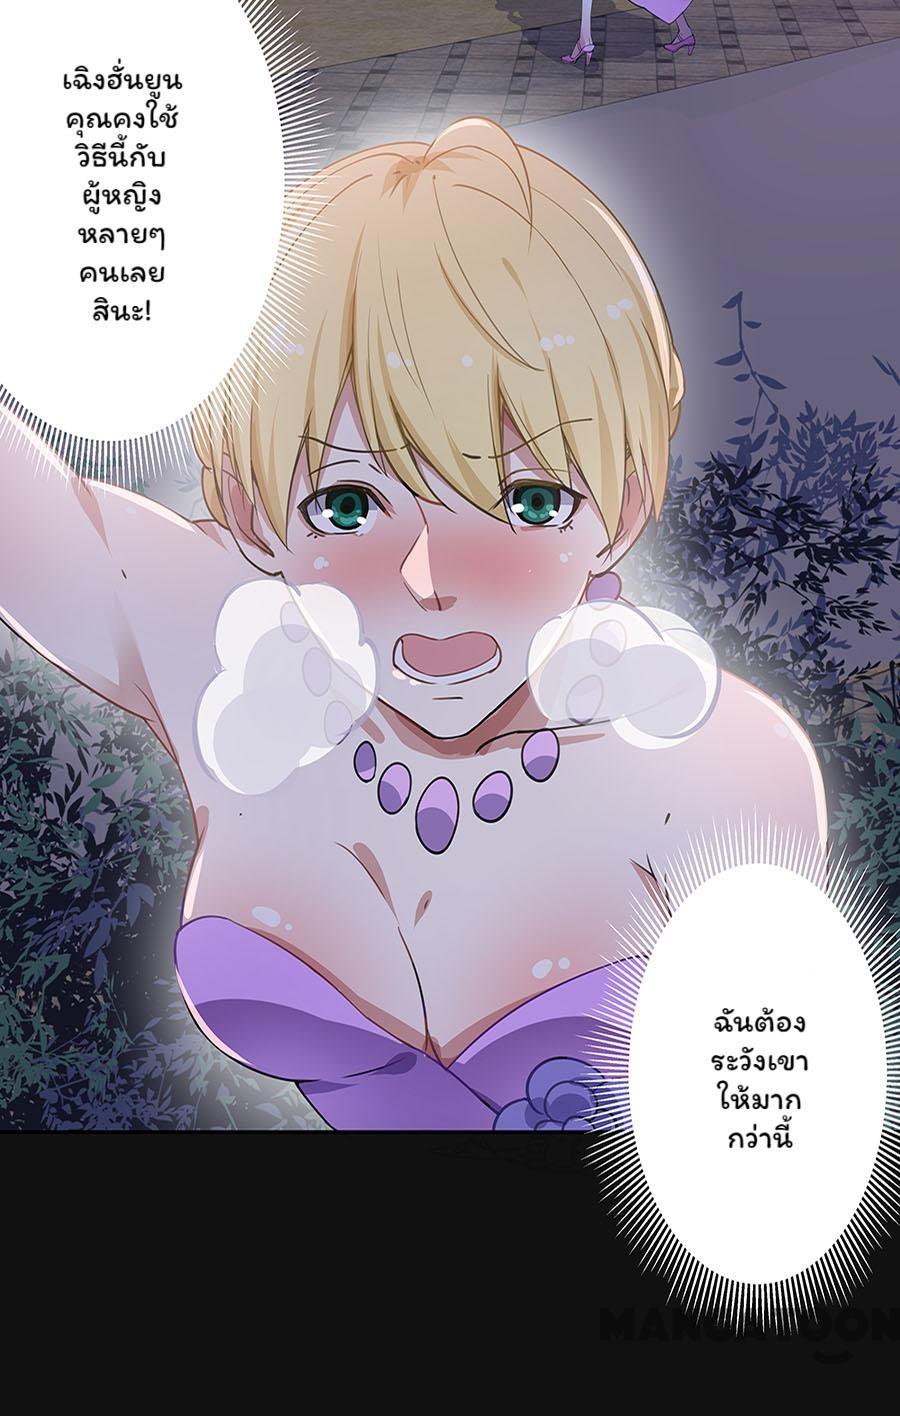 เฉิงฮั่นยูน
คุณคงใช้
วิธีนี้กับ
ผู้หญิง
หลายๆ
คนเลย
สินะ!
ฉันต้อง
ระวังเขา
ให้มาก
กว่านี้
MANGATOON